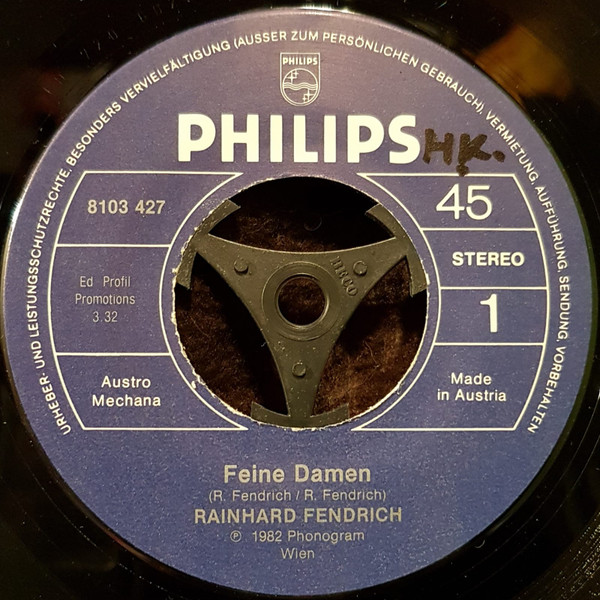 URHEBER- UND LEISTUNGSSCHUTZRECHTE, BESONDERS VERVIELFÄLTIGUNG (AUSSER ZUM PERSÖNLICHEN GEBRAUCH), VERMIETUNG, AUFFÜHRUNG, SENDUNG, VORBEHALTEN
PHILIPS
PHILIPS HK.
8103 427
45
STEREO
Ed Profil
Promotions
3.32
1
Austro
Mechana
Made
in Austria
HECO
Feine Damen
(R. Fendrich / R. Fendrich)
RAINHARD FENDRICH
℗ 1982 Phonogram
Wien